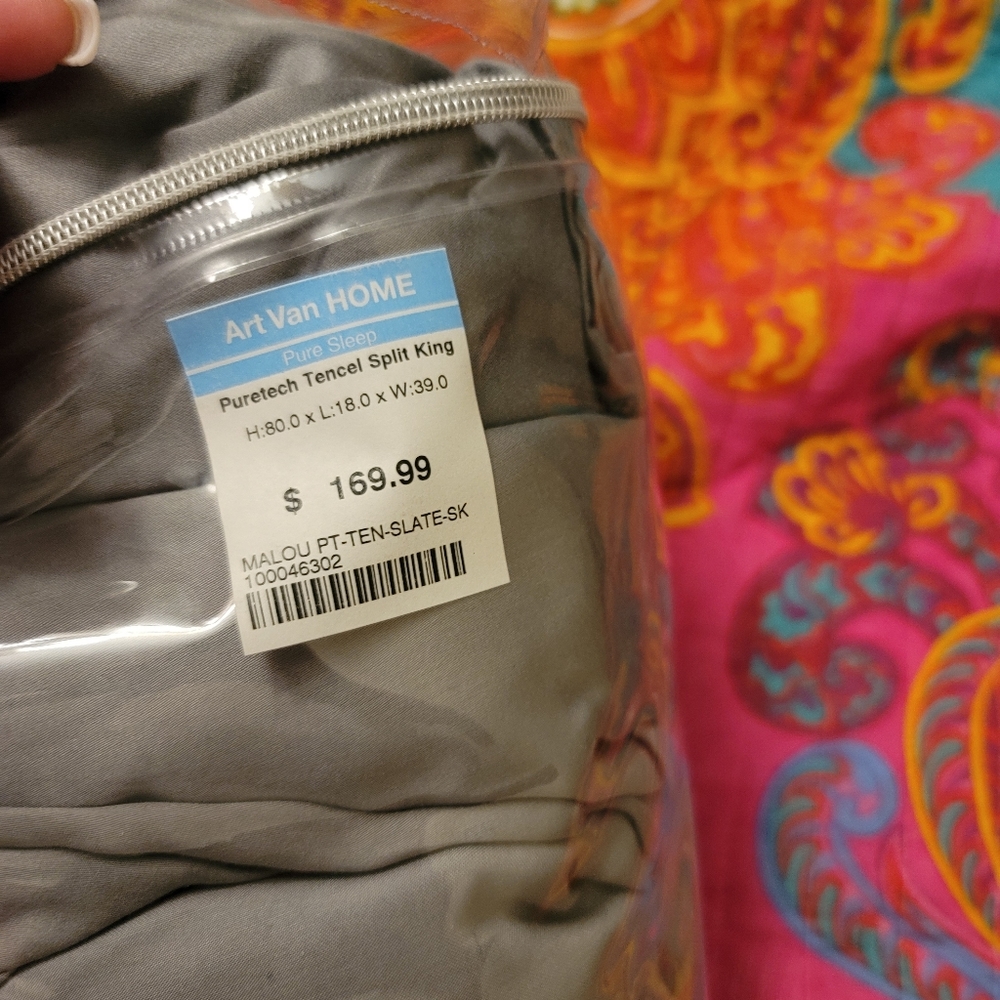 Art Van HOME
Pure Sleep
Puretech Tencel Split King
H:80.0 x L:18.0 x W:39.0
$ 169.99
MALOU PT-TEN-SLATE-SK
100046302